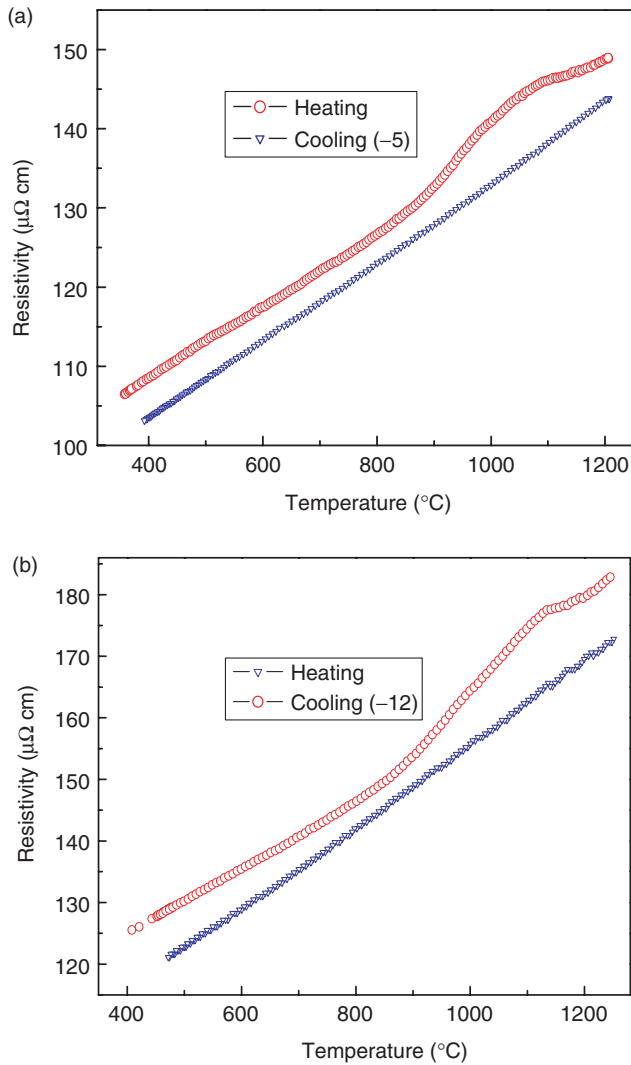 (a)
150
140
130
120
110
100
Resistivity (μΩ cm)
Heating
Cooling (−5)
400 600 800 1000 1200
Temperature (°C)
(b)
180
170
160
150
140
130
120
Resistivity (μΩ cm)
Heating
Cooling (−12)
400 600 800 1000 1200
Temperature (°C)